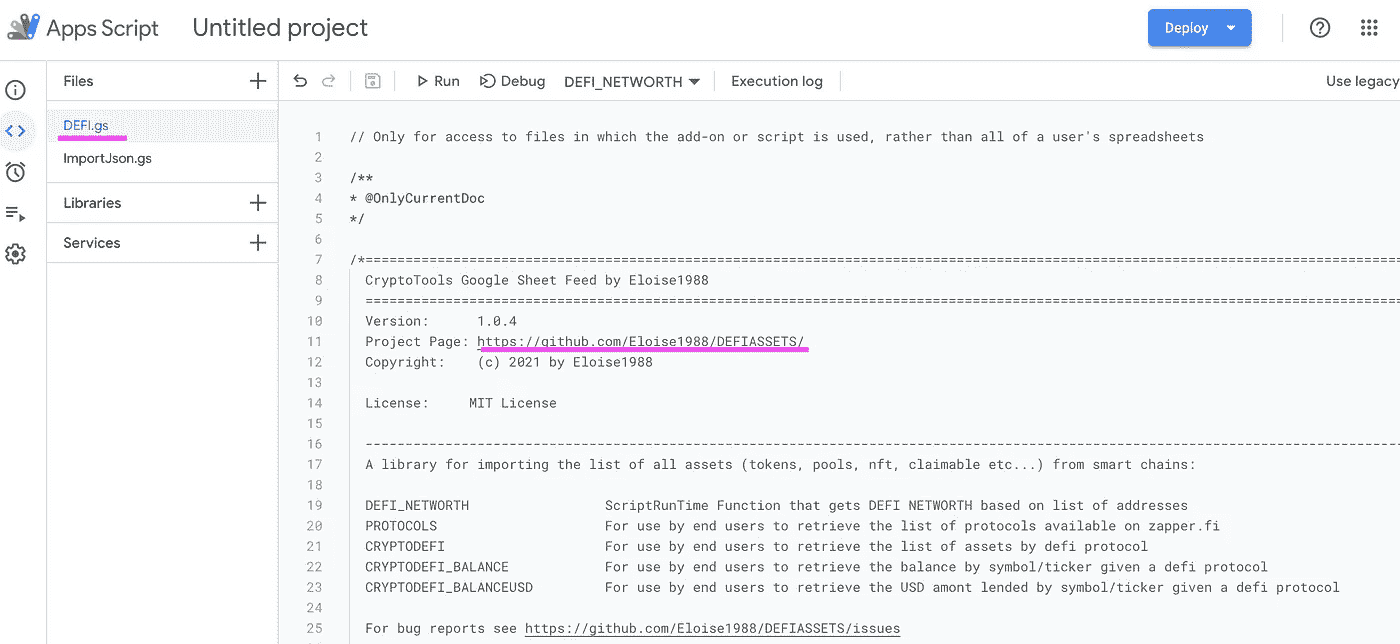 Apps Script Untitled project Deploy
Files Run Debug DEFI_NETWORTH Execution log Use legacy
DEFI.gs
ImportJson.gs
Libraries
Services
1 // Only for access to files in which the add-on or script is used, rather than all of a user's spreadsheets
2
3 /**
4 * @OnlyCurrentDoc
5 */
6
7 /*====================================================================================================================================
8 CryptoTools Google Sheet Feed by Eloise1988
9 ====================================================================================================================================
10 Version: 1.0.4
11 Project Page: https://github.com/Eloise1988/DEFIASSETS/
12 Copyright: (c) 2021 by Eloise1988
13
14 License: MIT License
15
16 ------------------------------------------------------------------------------------------------------------------------------------
17 A library for importing the list of all assets (tokens, pools, nft, claimable etc...) from smart chains:
18
19 DEFI_NETWORTH ScriptRunTime Function that gets DEFI NETWORTH based on list of addresses
20 PROTOCOLS For use by end users to retrieve the list of protocols available on zapper.fi
21 CRYPTODEFI For use by end users to retrieve the list of assets by defi protocol
22 CRYPTODEFI_BALANCE For use by end users to retrieve the balance by symbol/ticker given a defi protocol
23 CRYPTODEFI_BALANCEUSD For use by end users to retrieve the USD amont lended by symbol/ticker given a defi protocol
24
25 For bug reports see https://github.com/Eloise1988/DEFIASSETS/issues